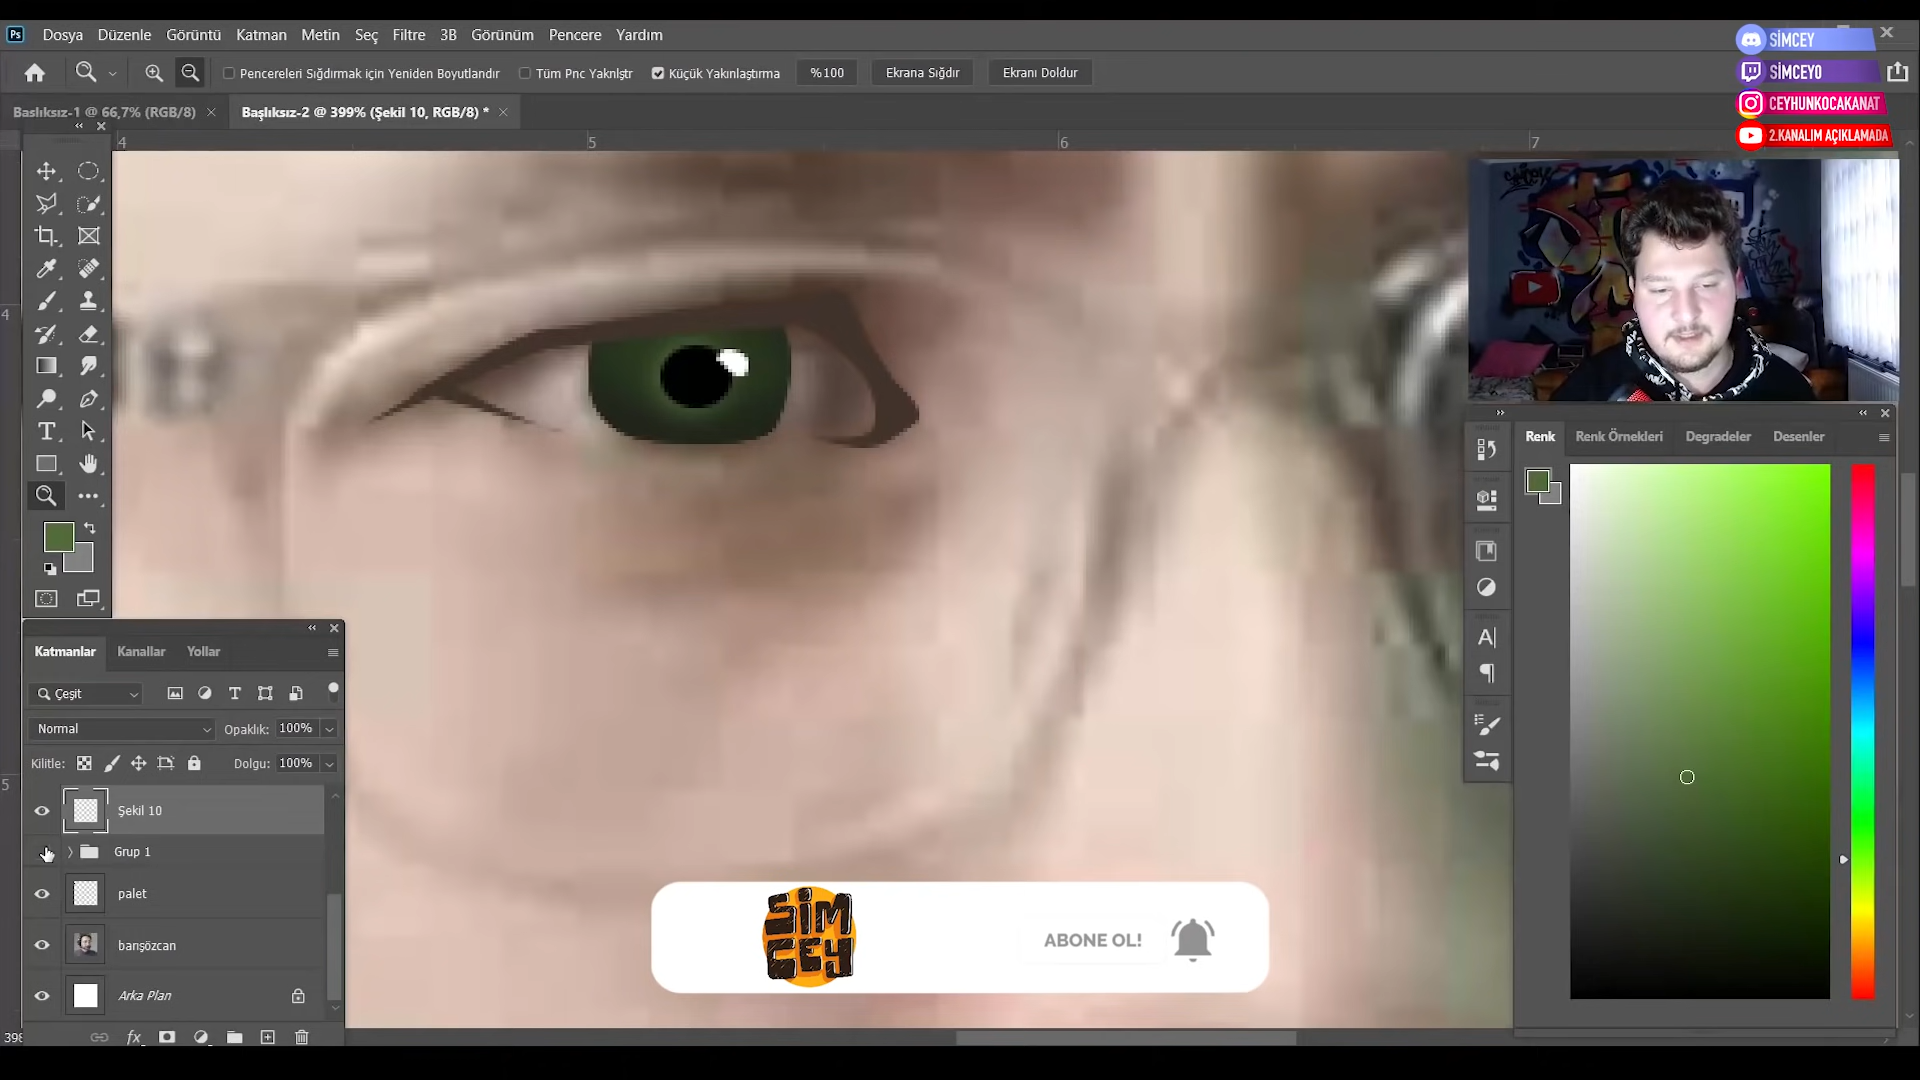 Ps Dosya Düzenle Görüntü Katman Metin Seç Filtre 3B Görünüm Pencere Yardım
SİMCEY
Pencereleri Sığdırmak için Yeniden Boyutlandır Tüm Pnc Yaknlştr Küçük Yakınlaştırma %100 Ekrana Sığdır Ekranı Doldur
SİMCEY0
CEYHUNKOCAKANAT
Başlıksız-1 @ 66,7% (RGB/8) Başlıksız-2 @ 399% (Şekil 10, RGB/8) *
2.KANALIM AÇIKLAMADA
4 5 6 7
4
5
Renk Renk Örnekleri Degradeler Desenler
Katmanlar Kanallar Yollar
Çeşit
Normal Opaklık: 100%
Kilitle: Dolgu: 100%
Şekil 10
Grup 1
palet
barışözcan
Arka Plan
fx
SİM
CEY
ABONE OL!